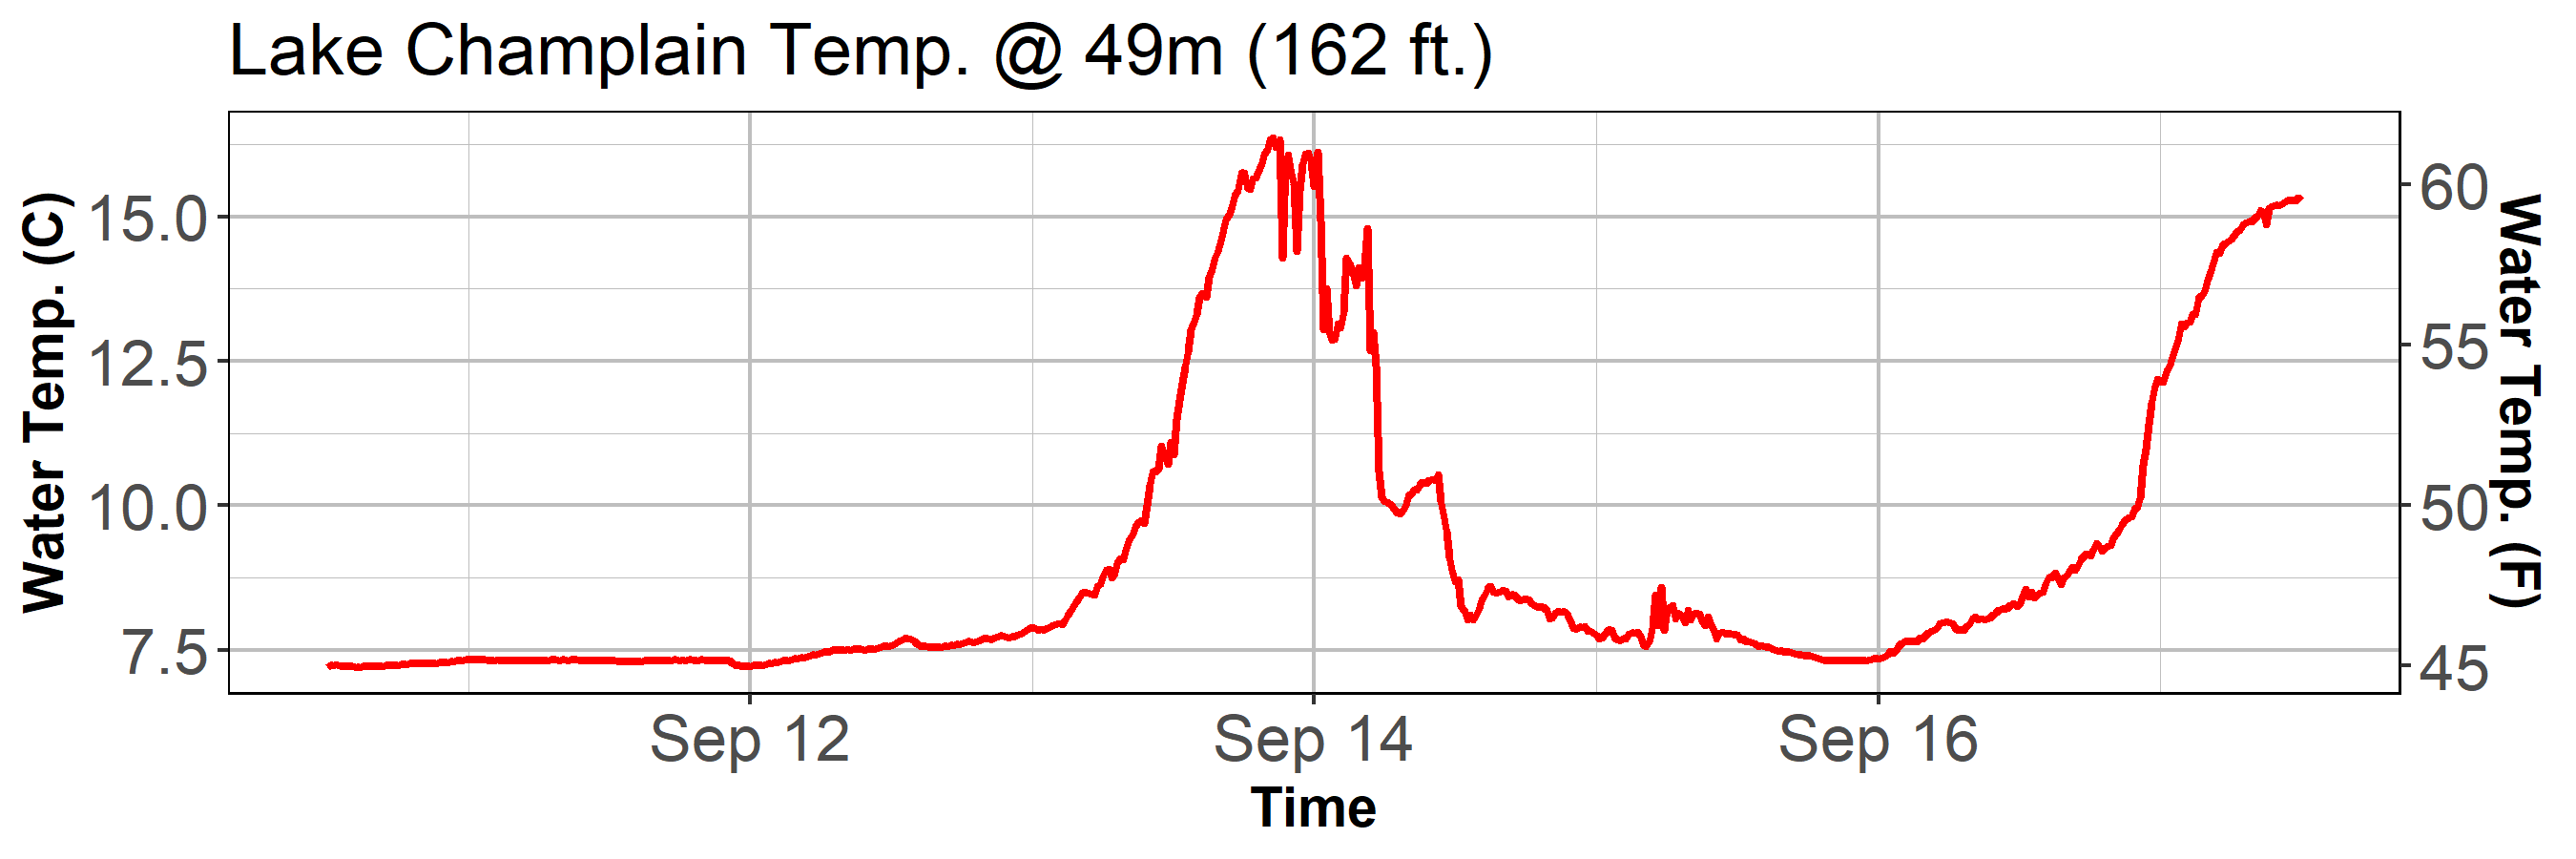 Lake Champlain Temp. @ 49m (162 ft.)
Water Temp. (C)
15.0
12.5
10.0
7.5
60
55
50
45
Water Temp. (F)
Sep 12
Sep 14
Sep 16
Time